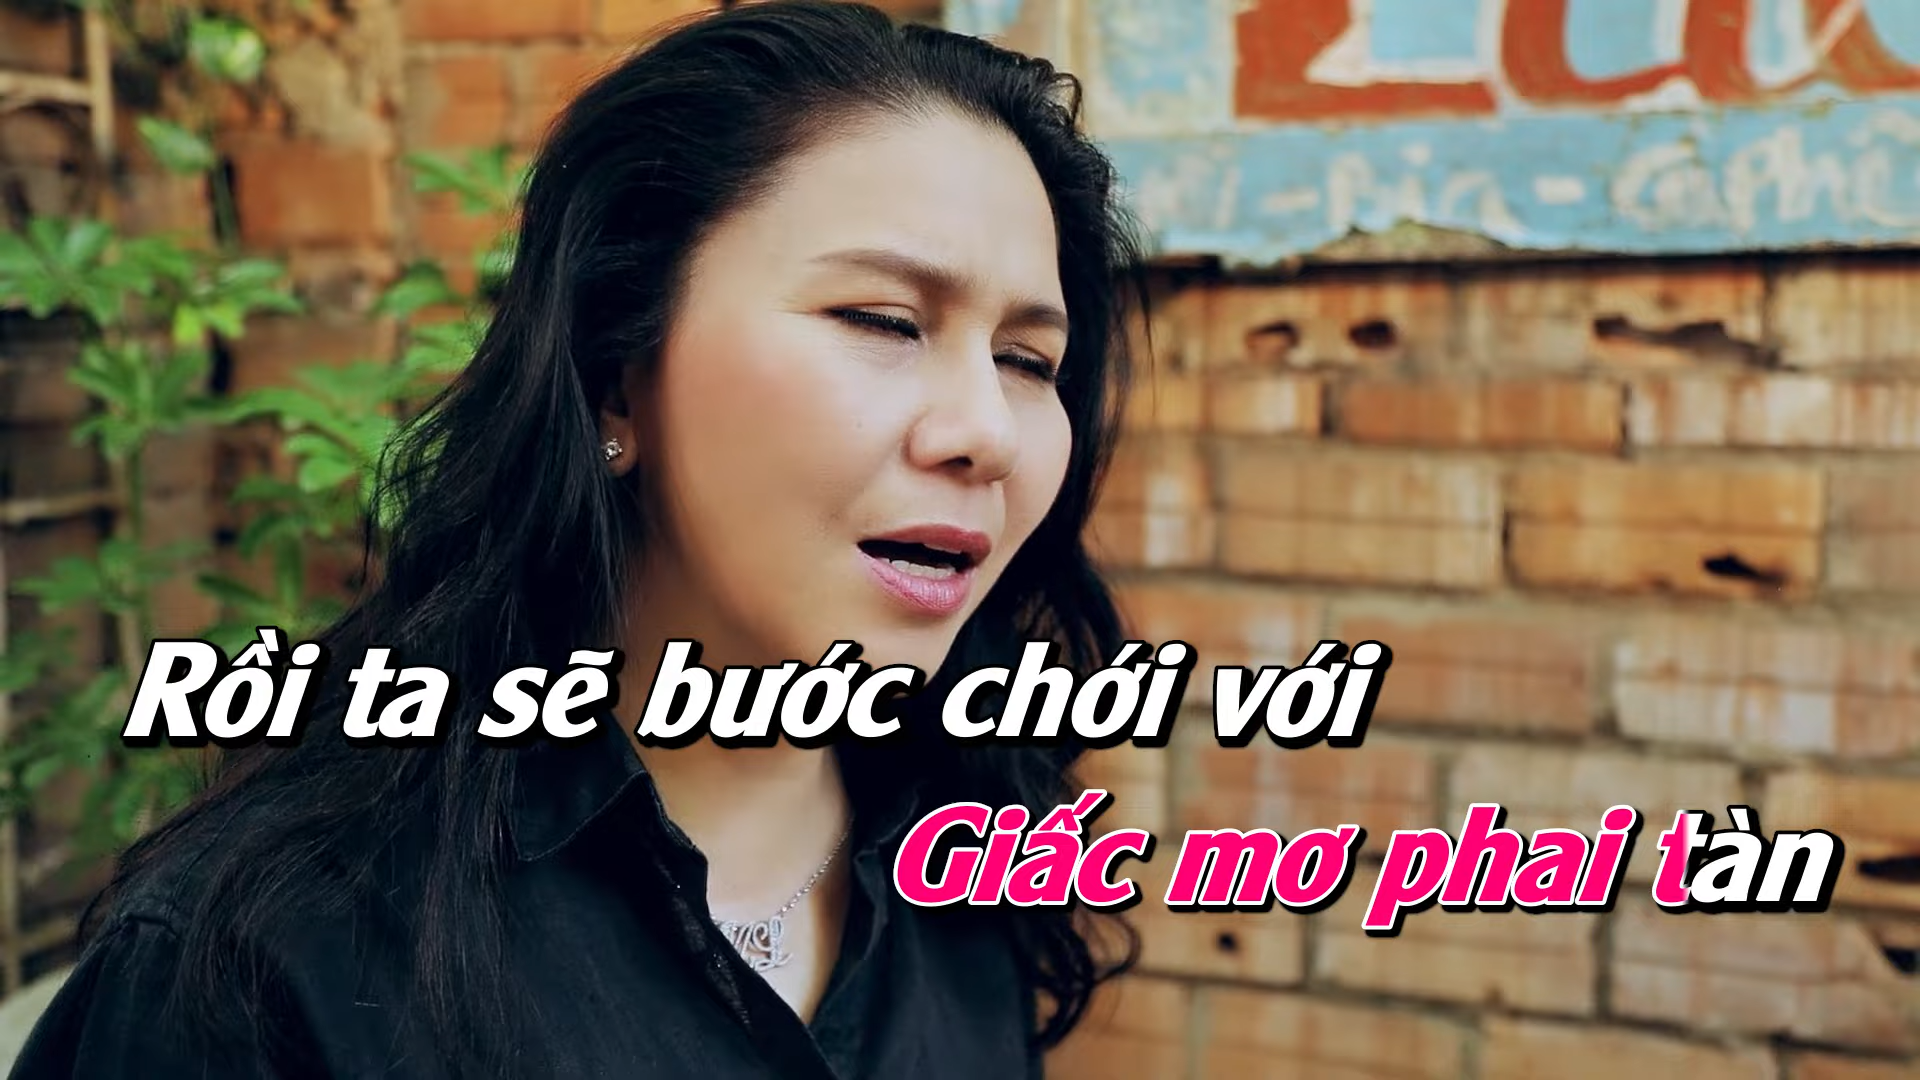 Rồi ta sẽ bước chới với
Giấc mơ phai tàn